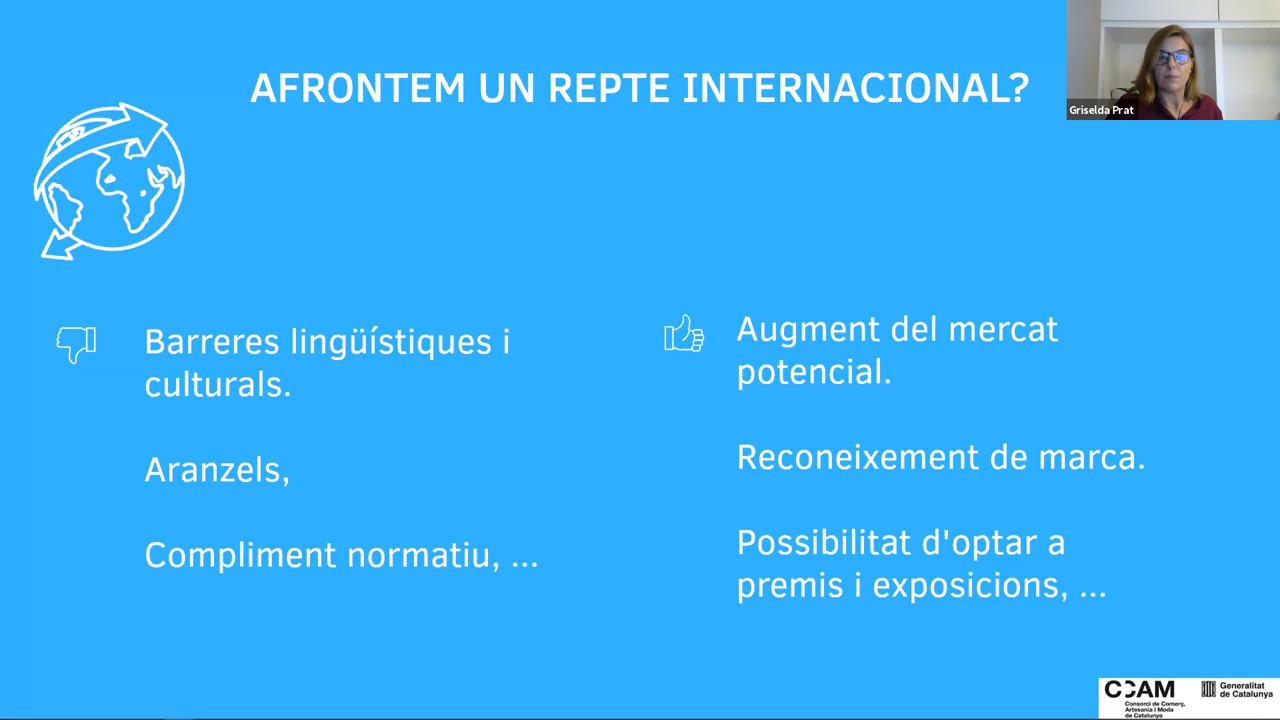 AFRONTEM UN REPTE INTERNACIONAL?
Griselda Prat
Barreres lingüístiques i
culturals.
Aranzels,
Compliment normatiu, ...
Augment del mercat
potencial.
Reconeixement de marca.
Possibilitat d'optar a
premis i exposicions, ...
CCAM
Consorci de Comerç,
Artesania i Moda
de Catalunya
Generalitat
de Catalunya